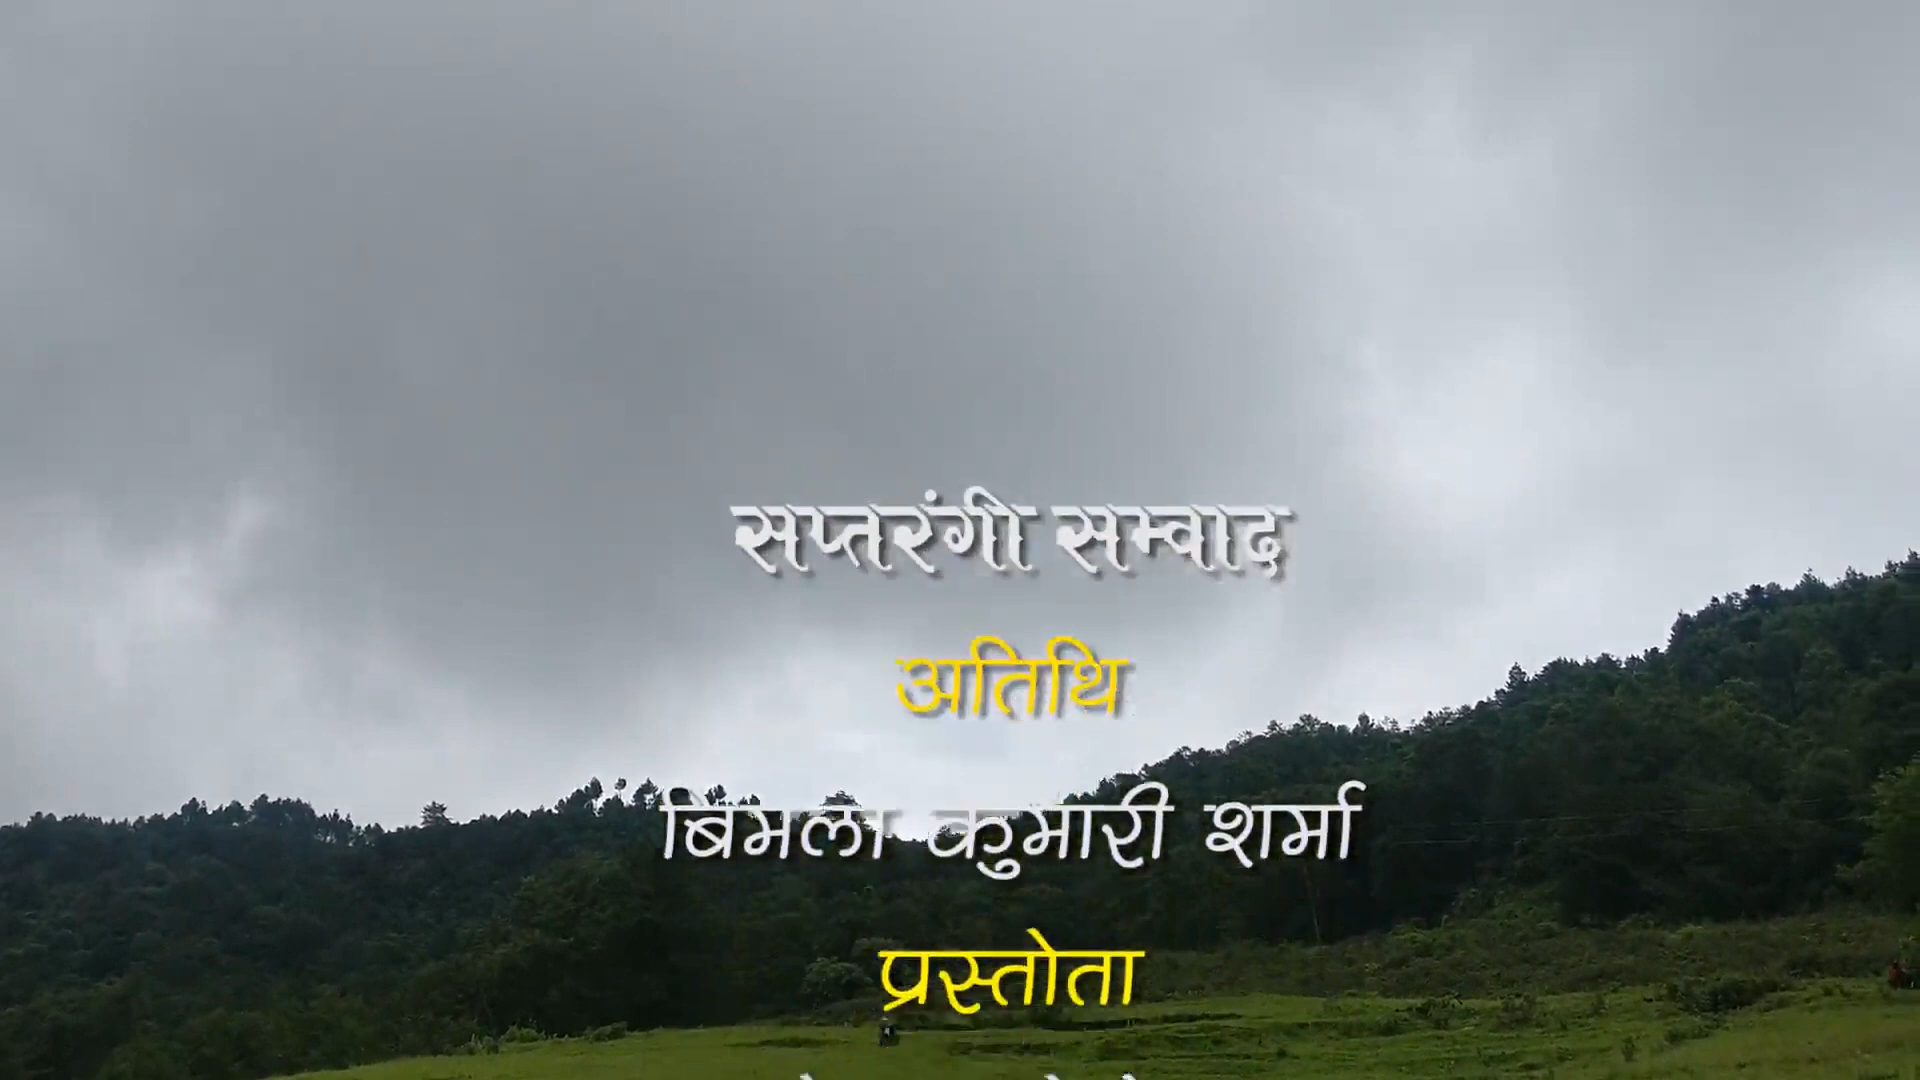 सप्तरंगी सम्वाद
अतिथि
बिमला कुमारी शर्मा
प्रस्तोता